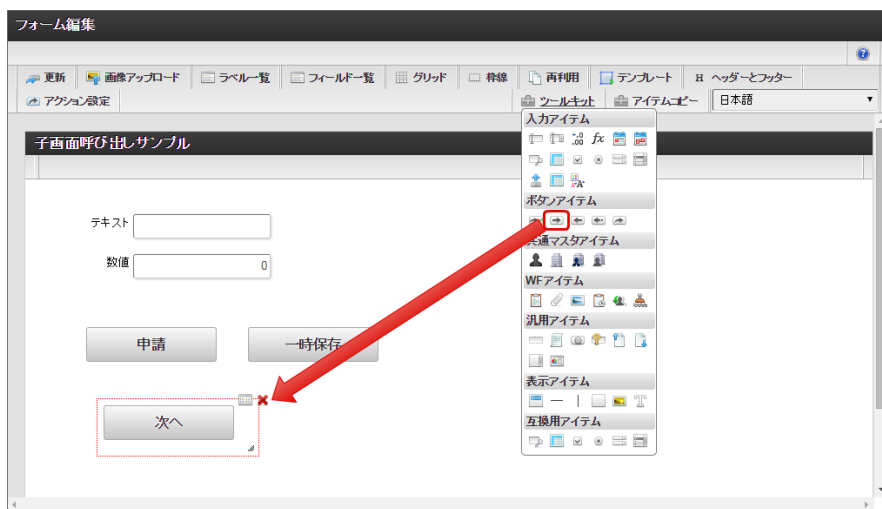 フォーム編集
更新 画像アップロード ラベル一覧 フィールド一覧 グリッド 枠線 再利用 テンプレート H ヘッダーとフッター
アクション設定 ツールキット アイテムコピー 日本語
入力アイテム
子画面呼び出しサンプル
fx
ボタンアイテム
テキスト
共通マスタアイテム
数値 0
WFアイテム
汎用アイテム
申請 一時保存
表示アイテム
次へ
互換用アイテム